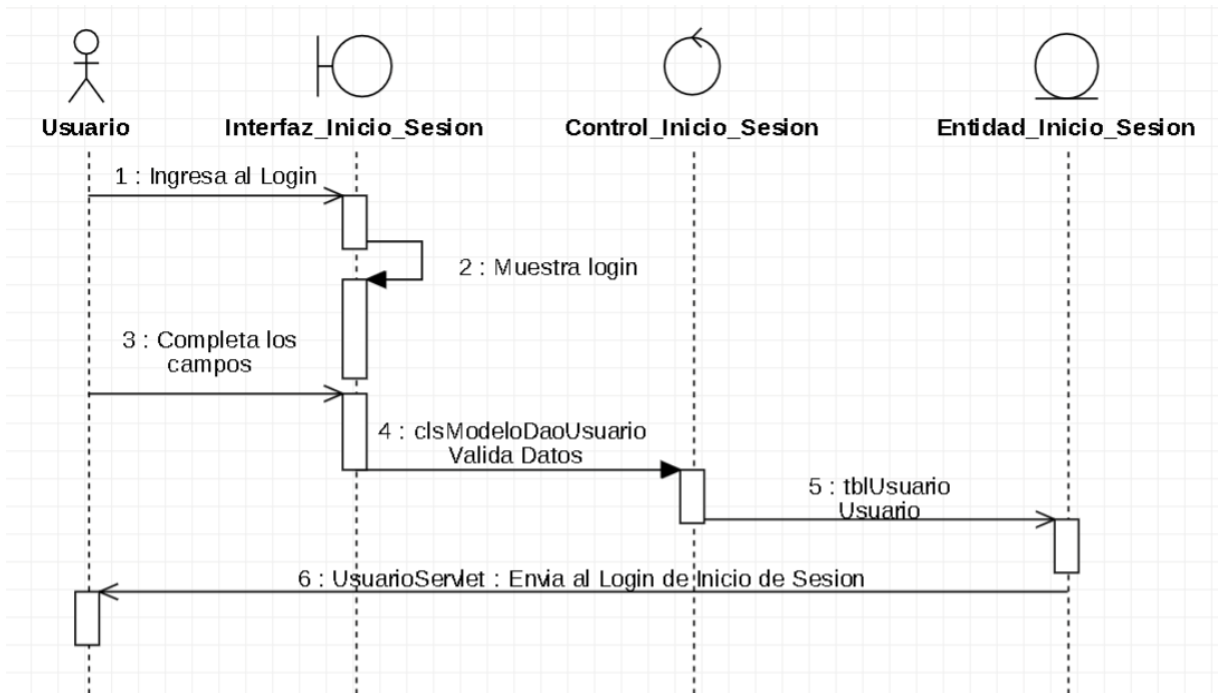 Usuario
Interfaz_Inicio_Sesion
Control_Inicio_Sesion
Entidad_Inicio_Sesion
1 : Ingresa al Login
2 : Muestra login
3 : Completa los
campos
4 : clsModeloDaoUsuario
Valida Datos
5 : tblUsuario
Usuario
6 : UsuarioServlet : Envia al Login de Inicio de Sesion